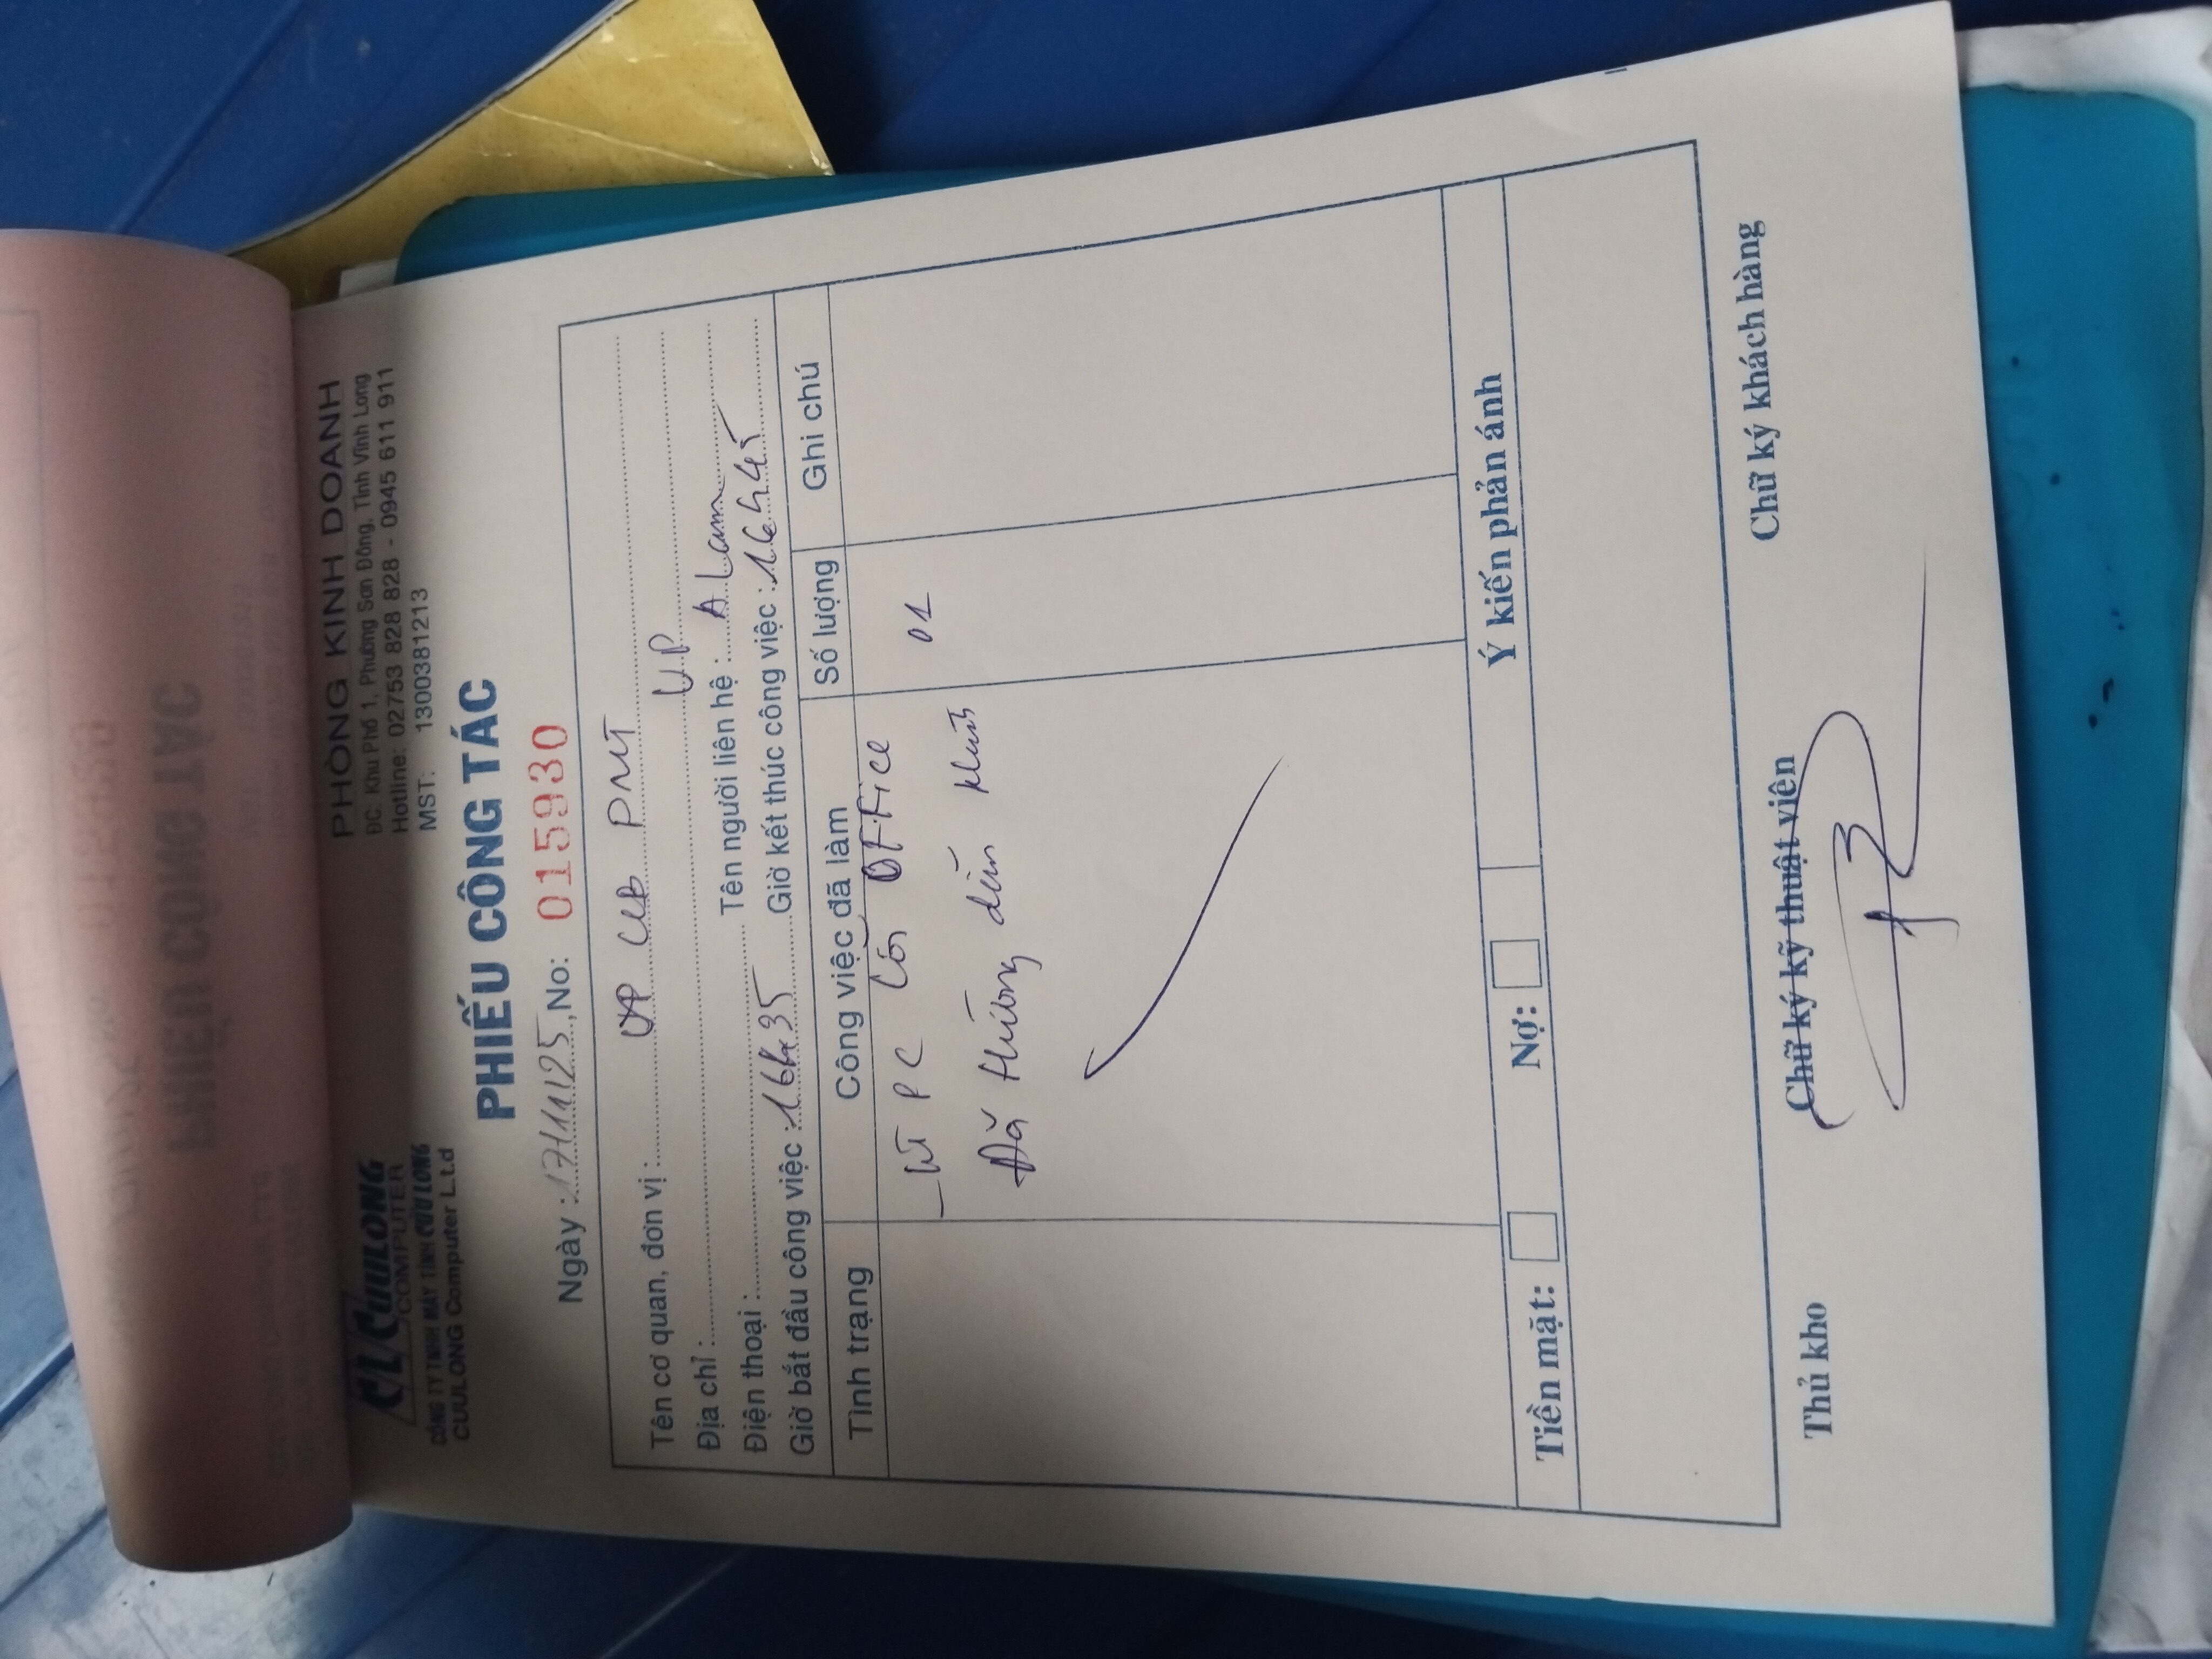 CL CUULONG
COMPUTER
CÔNG TY TNHH MÁY TÍNH CỬU LONG
CUULONG Computer Ltd
PHÒNG KINH DOANH
ĐC: Khu Phố 1, Phường Sơn Đông, Tỉnh Vĩnh Long
Hotline: 02753 828 828 - 0945 611 911
MST: 1300381213
PHIẾU CÔNG TÁC
Ngày : 17/11/25, No: 015930
Tên cơ quan, đơn vị : VP UB PMT
Địa chỉ : VP
Điện thoại : Tên người liên hệ : A Lam
Giờ bắt đầu công việc : 16h35 Giờ kết thúc công việc : 16h45
Tình trạng Công việc đã làm Số lượng Ghi chú
PC OFFice 01
Đã Hướng dẫn
Tiền mặt: Nợ: Ý kiến phản ánh
Thủ kho Chữ ký kỹ thuật viên Chữ ký khách hàng